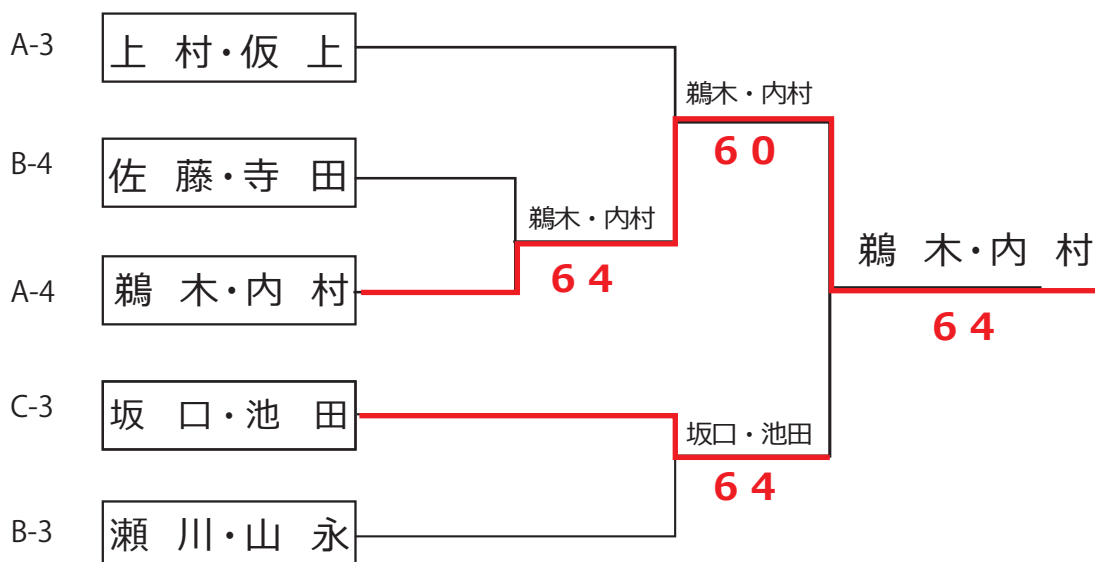 A-3
上 村・仮 上
鵜木・内村
6 0
B-4
佐 藤・寺 田
鵜木・内村
6 4
A-4
鵜 木・内 村
鵜 木・内 村
6 4
C-3
坂 口・池 田
坂口・池田
6 4
B-3
瀬 川・山 永